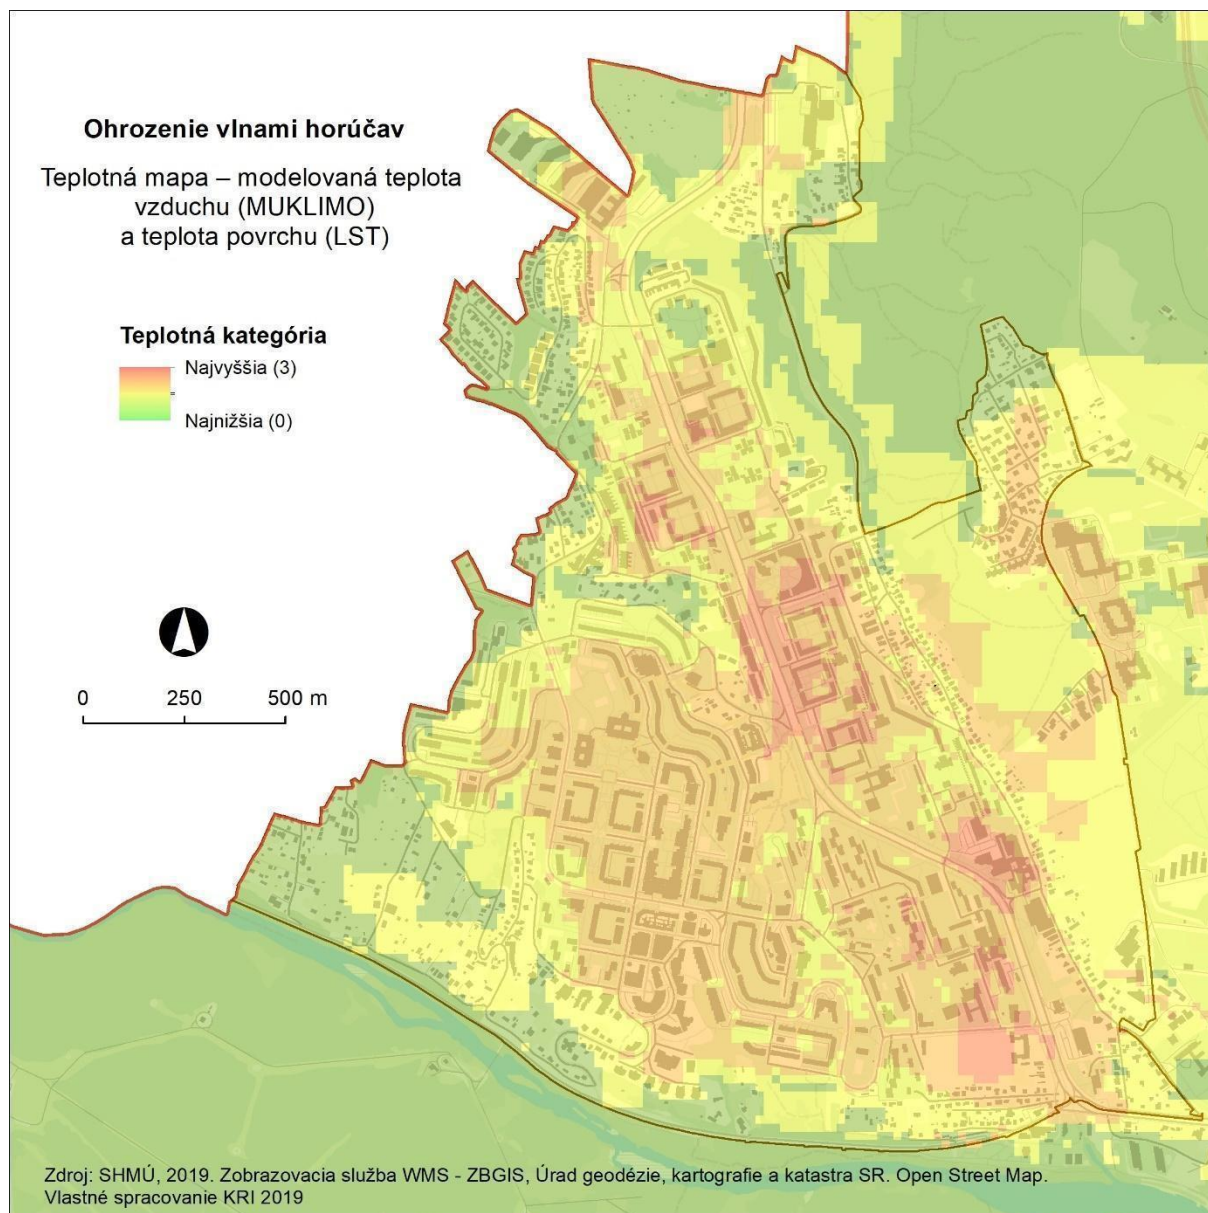 Ohrozenie vlnami horúčav
Teplotná mapa – modelovaná teplota
vzduchu (MUKLIMO)
a teplota povrchu (LST)
Teplotná kategória
Najvyššia (3)
Najnižšia (0)
0 250 500 m
Zdroj: SHMÚ, 2019. Zobrazovacia služba WMS - ZBGIS, Úrad geodézie, kartografie a katastra SR. Open Street Map.
Vlastné spracovanie KRI 2019